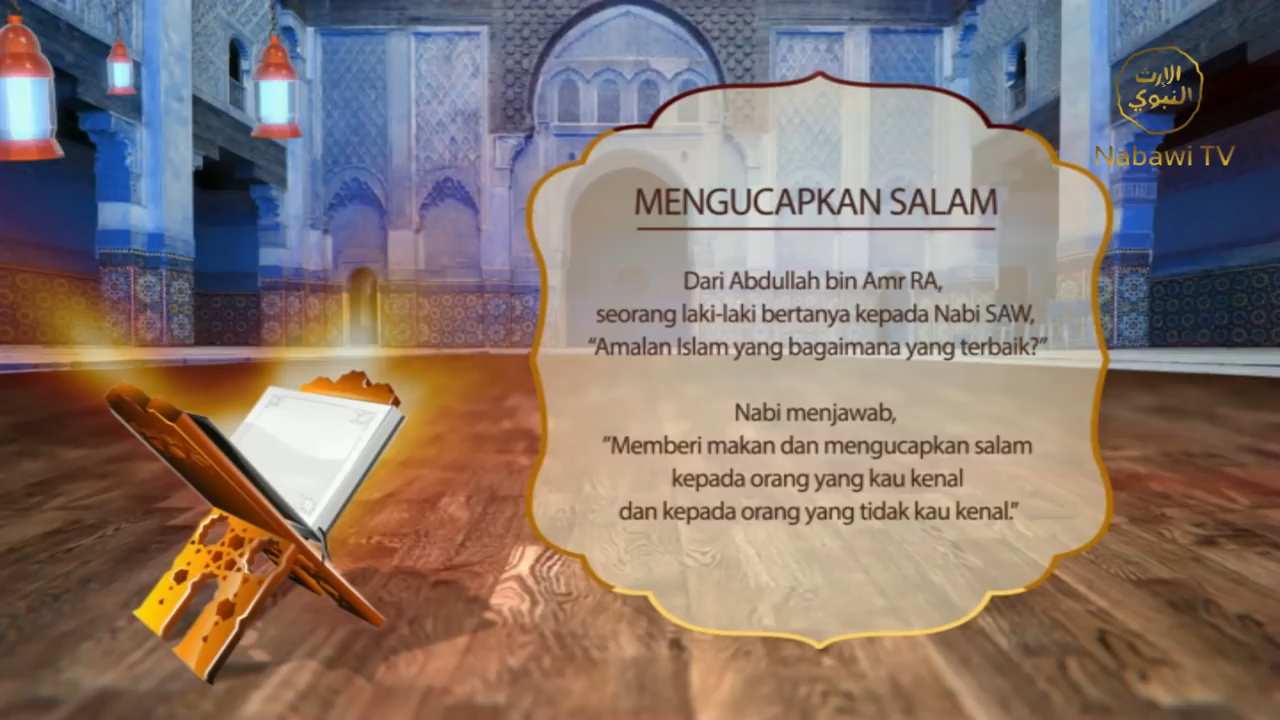 الإرث
النبوي
Nabawi TV
MENGUCAPKAN SALAM
Dari Abdullah bin Amr RA,
seorang laki-laki bertanya kepada Nabi SAW,
“Amalan Islam yang bagaimana yang terbaik?”
Nabi menjawab,
”Memberi makan dan mengucapkan salam
kepada orang yang kau kenal
dan kepada orang yang tidak kau kenal.”